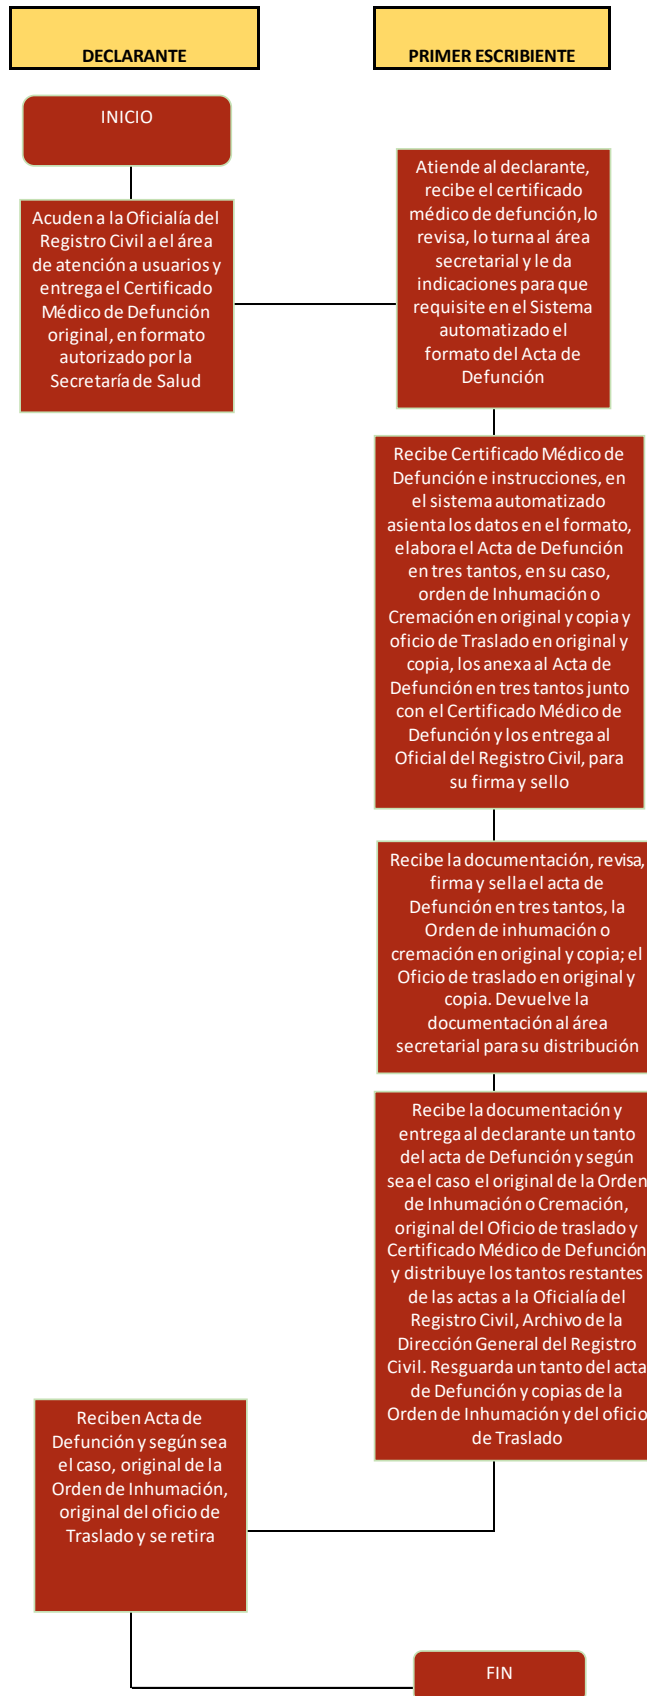 DECLARANTE
PRIMER ESCRIBIENTE
INICIO
Acuden a la Oficialía del
Registro Civil a el área
de atención a usuarios y
entrega el Certificado
Médico de Defunción
original, en formato
autorizado por la
Secretaría de Salud
Atiende al declarante,
recibe el certificado
médico de defunción, lo
revisa, lo turna al área
secretarial y le da
indicaciones para que
requisite en el Sistema
automatizado el
formato del Acta de
Defunción
Recibe Certificado Médico de
Defunción e instrucciones, en
el sistema automatizado
asienta los datos en el formato,
elabora el Acta de Defunción
en tres tantos, en su caso,
orden de Inhumación o
Cremación en original y copia y
oficio de Traslado en original y
copia, los anexa al Acta de
Defunción en tres tantos junto
con el Certificado Médico de
Defunción y los entrega al
Oficial del Registro Civil, para
su firma y sello
Recibe la documentación, revisa,
firma y sella el acta de
Defunción en tres tantos, la
Orden de inhumación o
cremación en original y copia; el
Oficio de traslado en original y
copia. Devuelve la
documentación al área
secretarial para su distribución
Recibe la documentación y
entrega al declarante un tanto
del acta de Defunción y según
sea el caso el original de la Orden
de Inhumación o Cremación,
original del Oficio de traslado y
Certificado Médico de Defunción
y distribuye los tantos restantes
de las actas a la Oficialía del
Registro Civil, Archivo de la
Dirección General del Registro
Civil. Resguarda un tanto del acta
de Defunción y copias de la
Orden de Inhumación y del oficio
de Traslado
Reciben Acta de
Defunción y según sea
el caso, original de la
Orden de Inhumación,
original del oficio de
Traslado y se retira
FIN